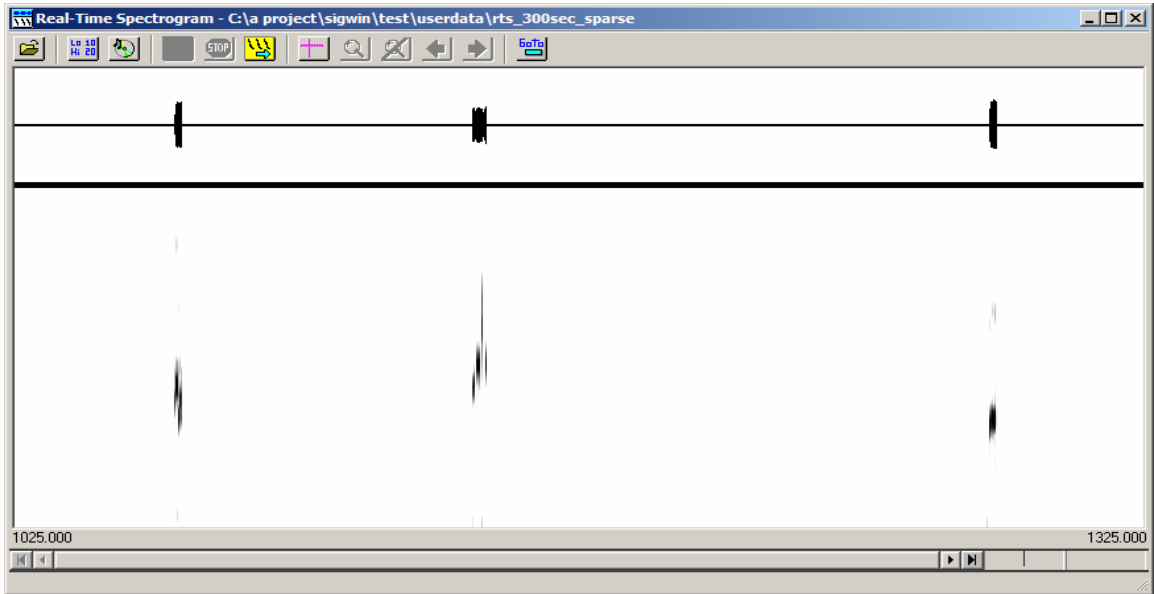 Real-Time Spectrogram - C:\a project\sigwin\test\userdata\rts_300sec_sparse
Lo 10
Hi 20
STOP
GoTo
1025.000 1325.000